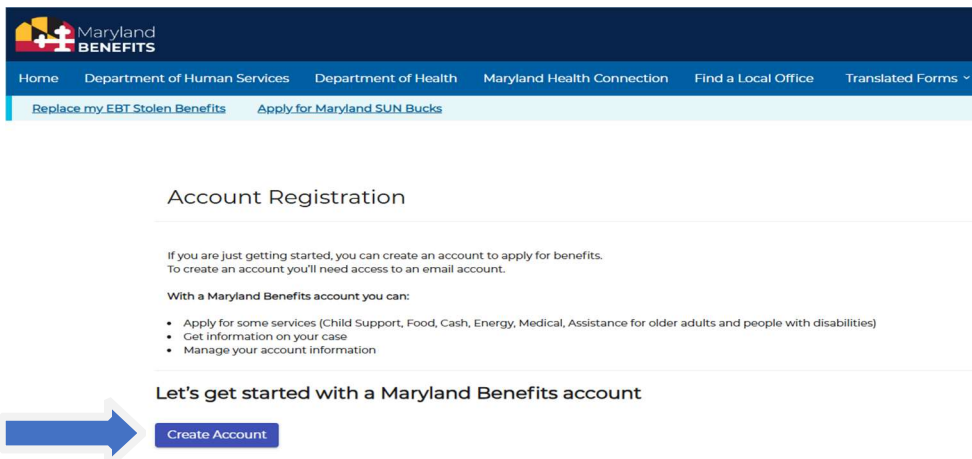 Maryland
BENEFITS
Home Department of Human Services Department of Health Maryland Health Connection Find a Local Office Translated Forms
Replace my EBT Stolen Benefits Apply for Maryland SUN Bucks
Account Registration
If you are just getting started, you can create an account to apply for benefits.
To create an account you'll need access to an email account.
With a Maryland Benefits account you can:
• Apply for some services (Child Support, Food, Cash, Energy, Medical, Assistance for older adults and people with disabilities)
• Get information on your case
• Manage your account information
Let's get started with a Maryland Benefits account
Create Account